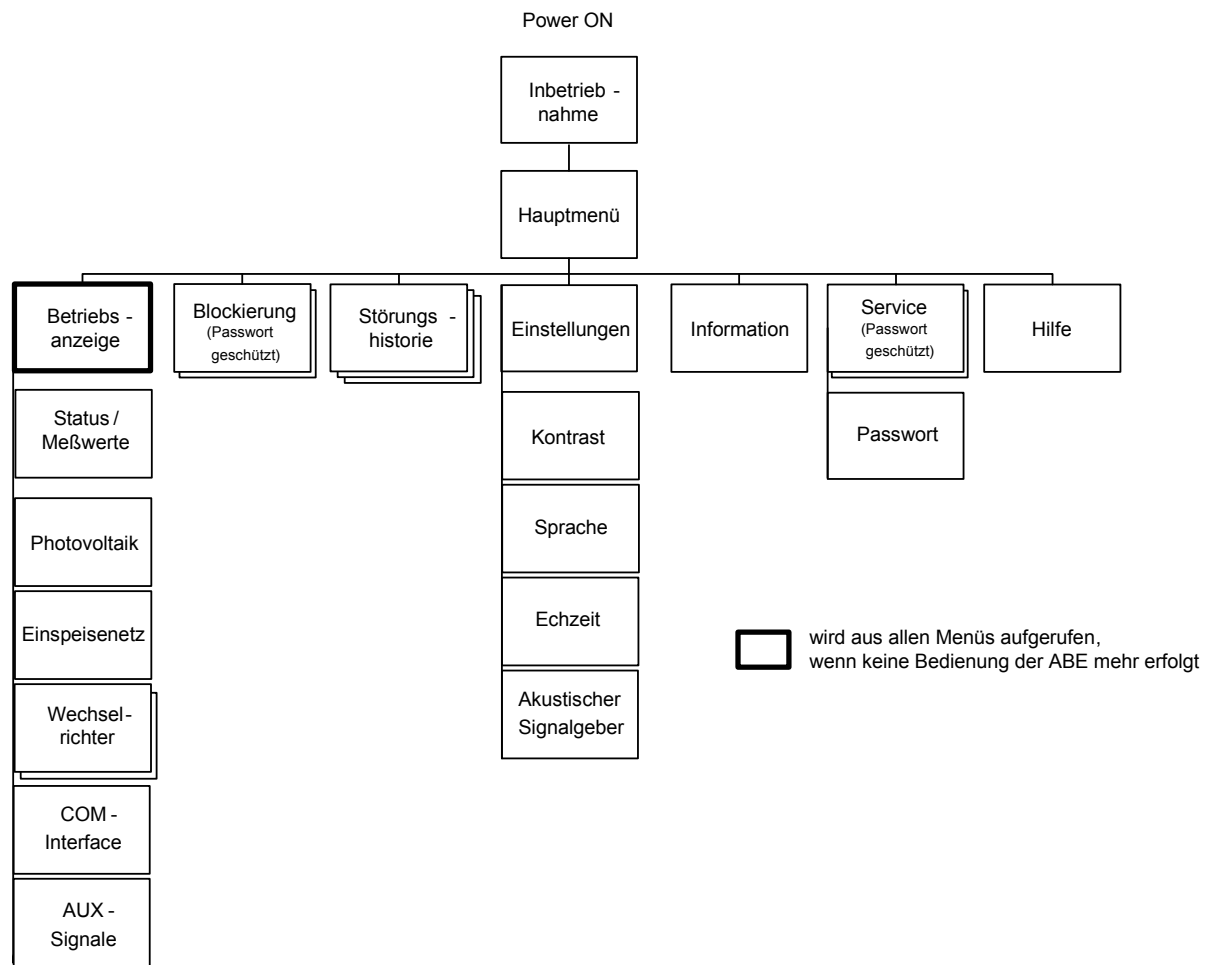 Power ON
Inbetrieb -
nahme
Hauptmenü
Betriebs -
anzeige
Blockierung
(Passwort
geschützt)
Störungs -
historie
Einstellungen
Information
Service
(Passwort
geschützt)
Hilfe
Status /
Meßwerte
Photovoltaik
Einspeisenetz
Wechsel-
richter
COM -
Interface
AUX -
Signale
Kontrast
Sprache
Echzeit
Akustischer
Signalgeber
Passwort
wird aus allen Menüs aufgerufen,
wenn keine Bedienung der ABE mehr erfolgt